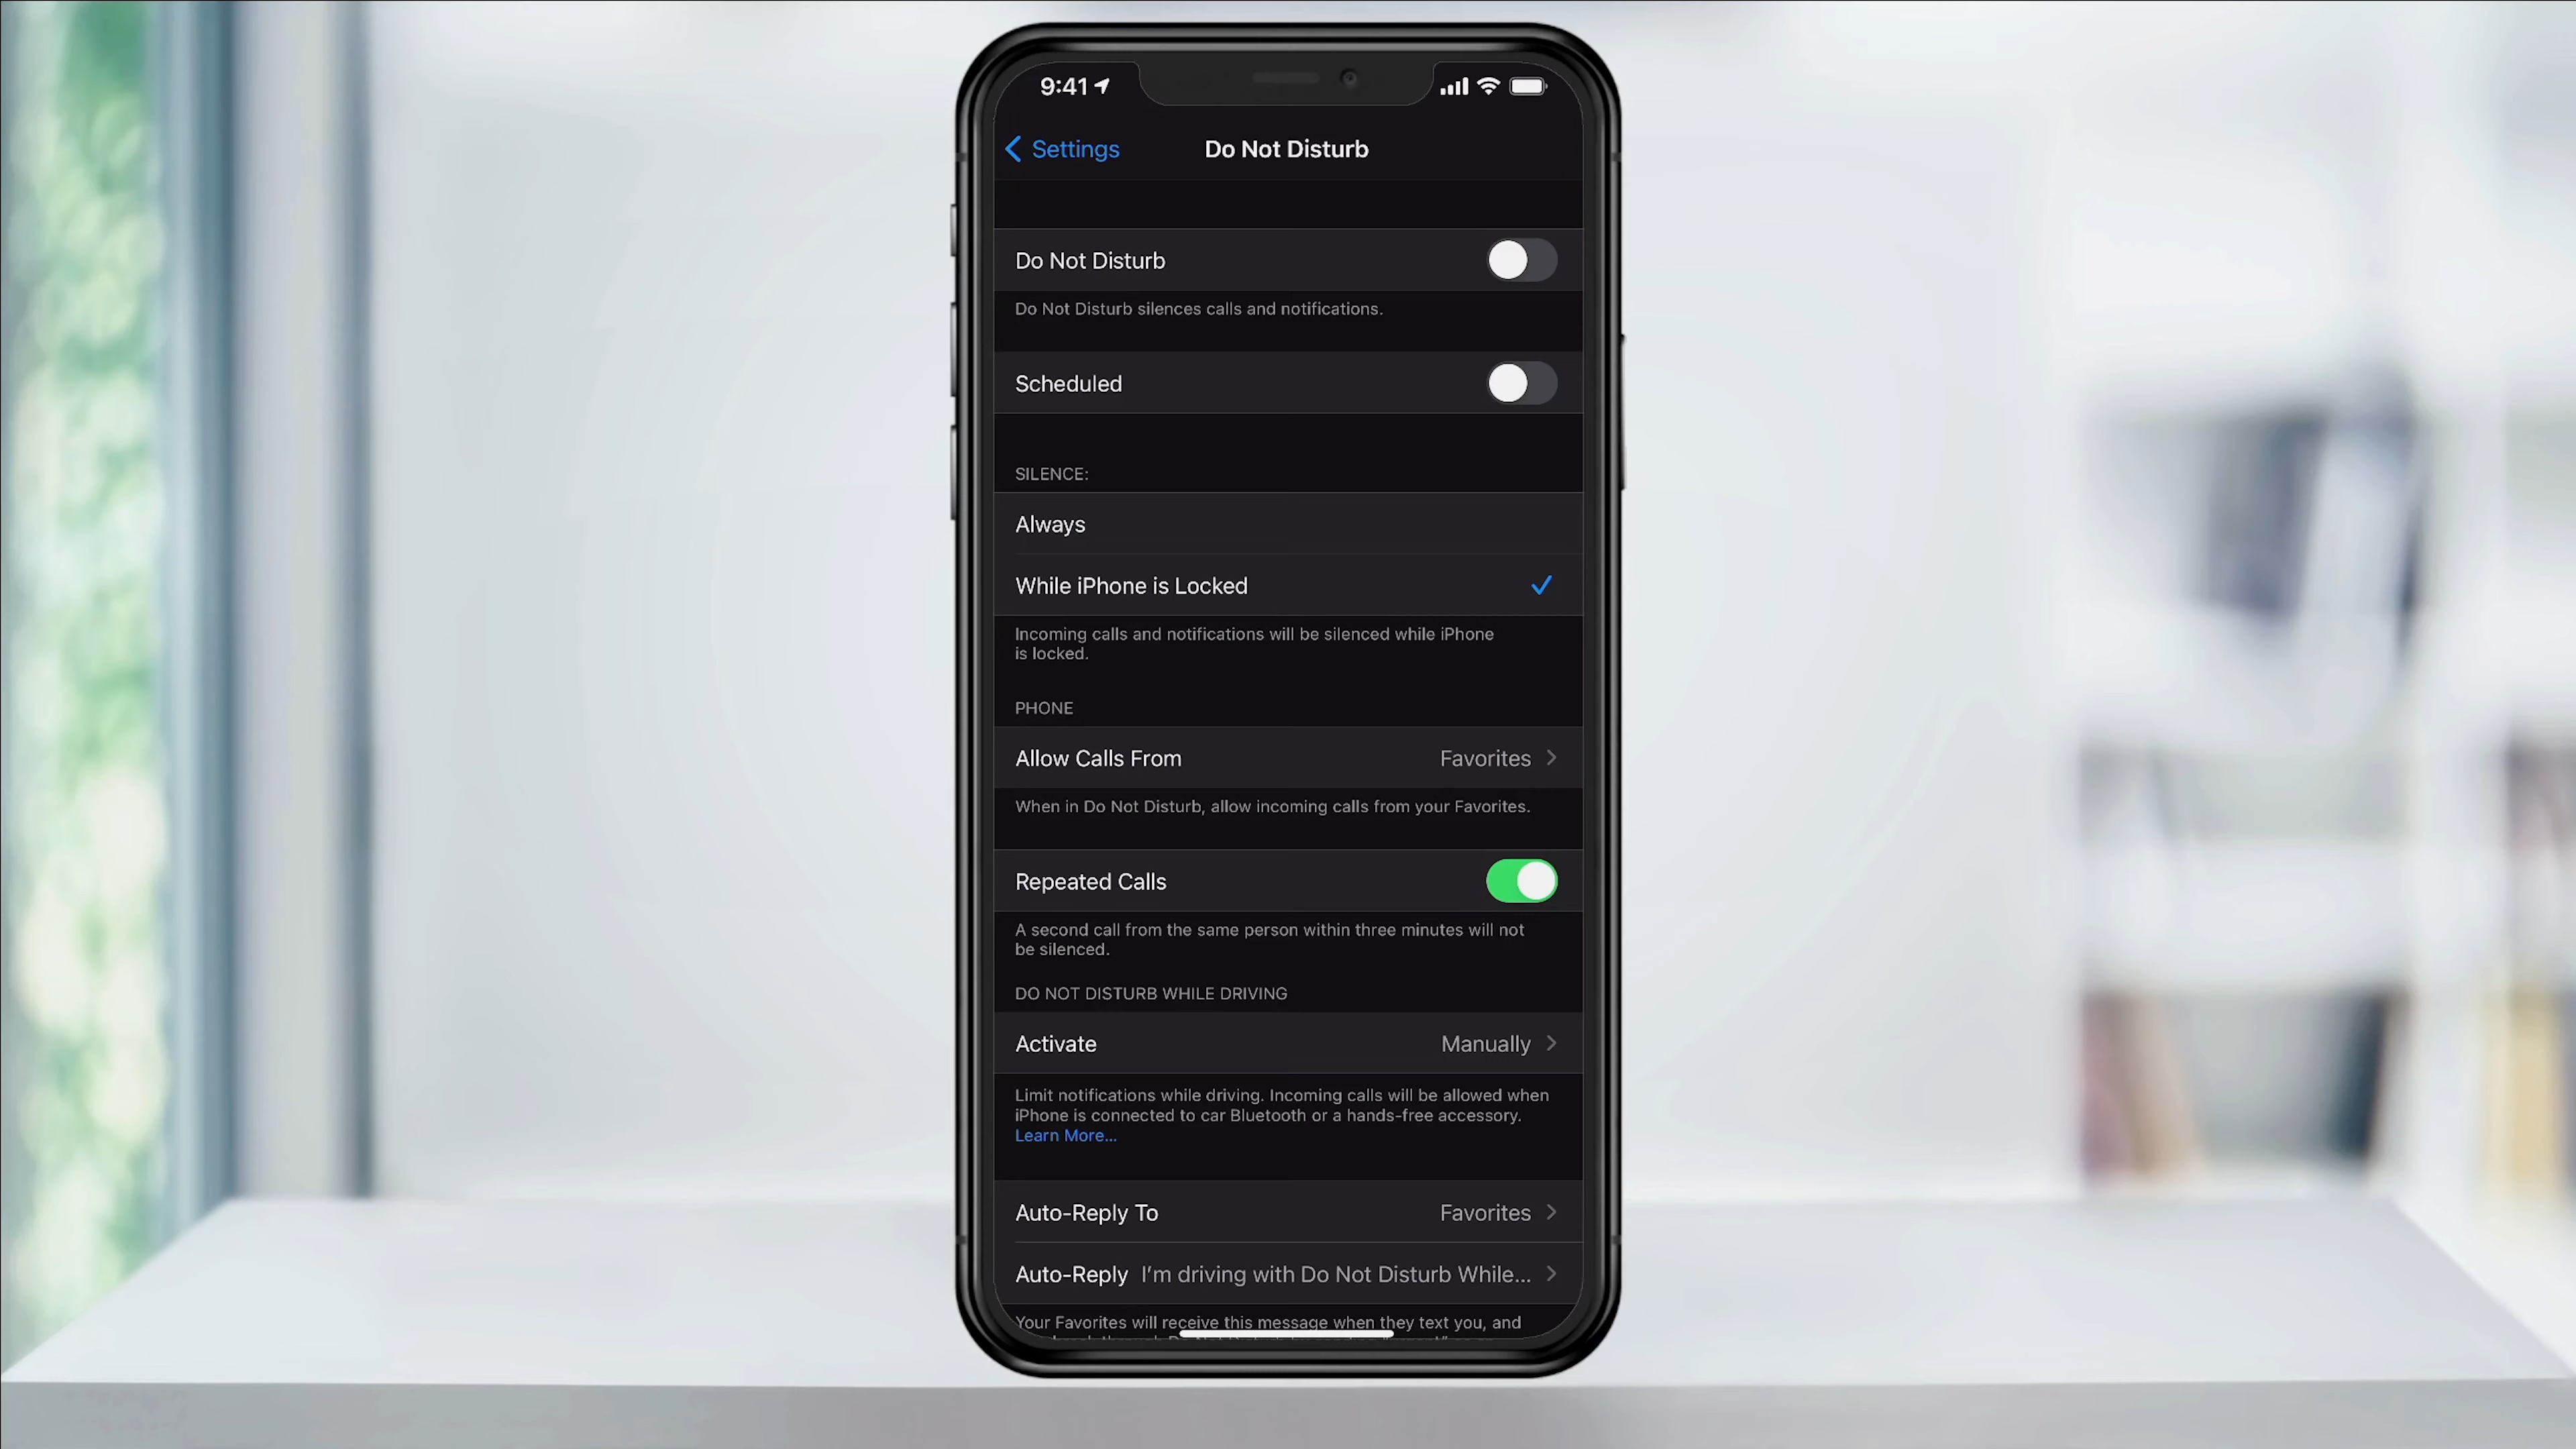 9:41
Settings
Do Not Disturb
Do Not Disturb
Do Not Disturb silences calls and notifications.
Scheduled
SILENCE:
Always
While iPhone is Locked
Incoming calls and notifications will be silenced while iPhone
is locked.
PHONE
Allow Calls From Favorites
When in Do Not Disturb, allow incoming calls from your Favorites.
Repeated Calls
A second call from the same person within three minutes will not
be silenced.
DO NOT DISTURB WHILE DRIVING
Activate Manually
Limit notifications while driving. Incoming calls will be allowed when
iPhone is connected to car Bluetooth or a hands-free accessory.
Learn More...
Auto-Reply To Favorites
Auto-Reply I'm driving with Do Not Disturb While...
Your Favorites will receive this message when they text you, and